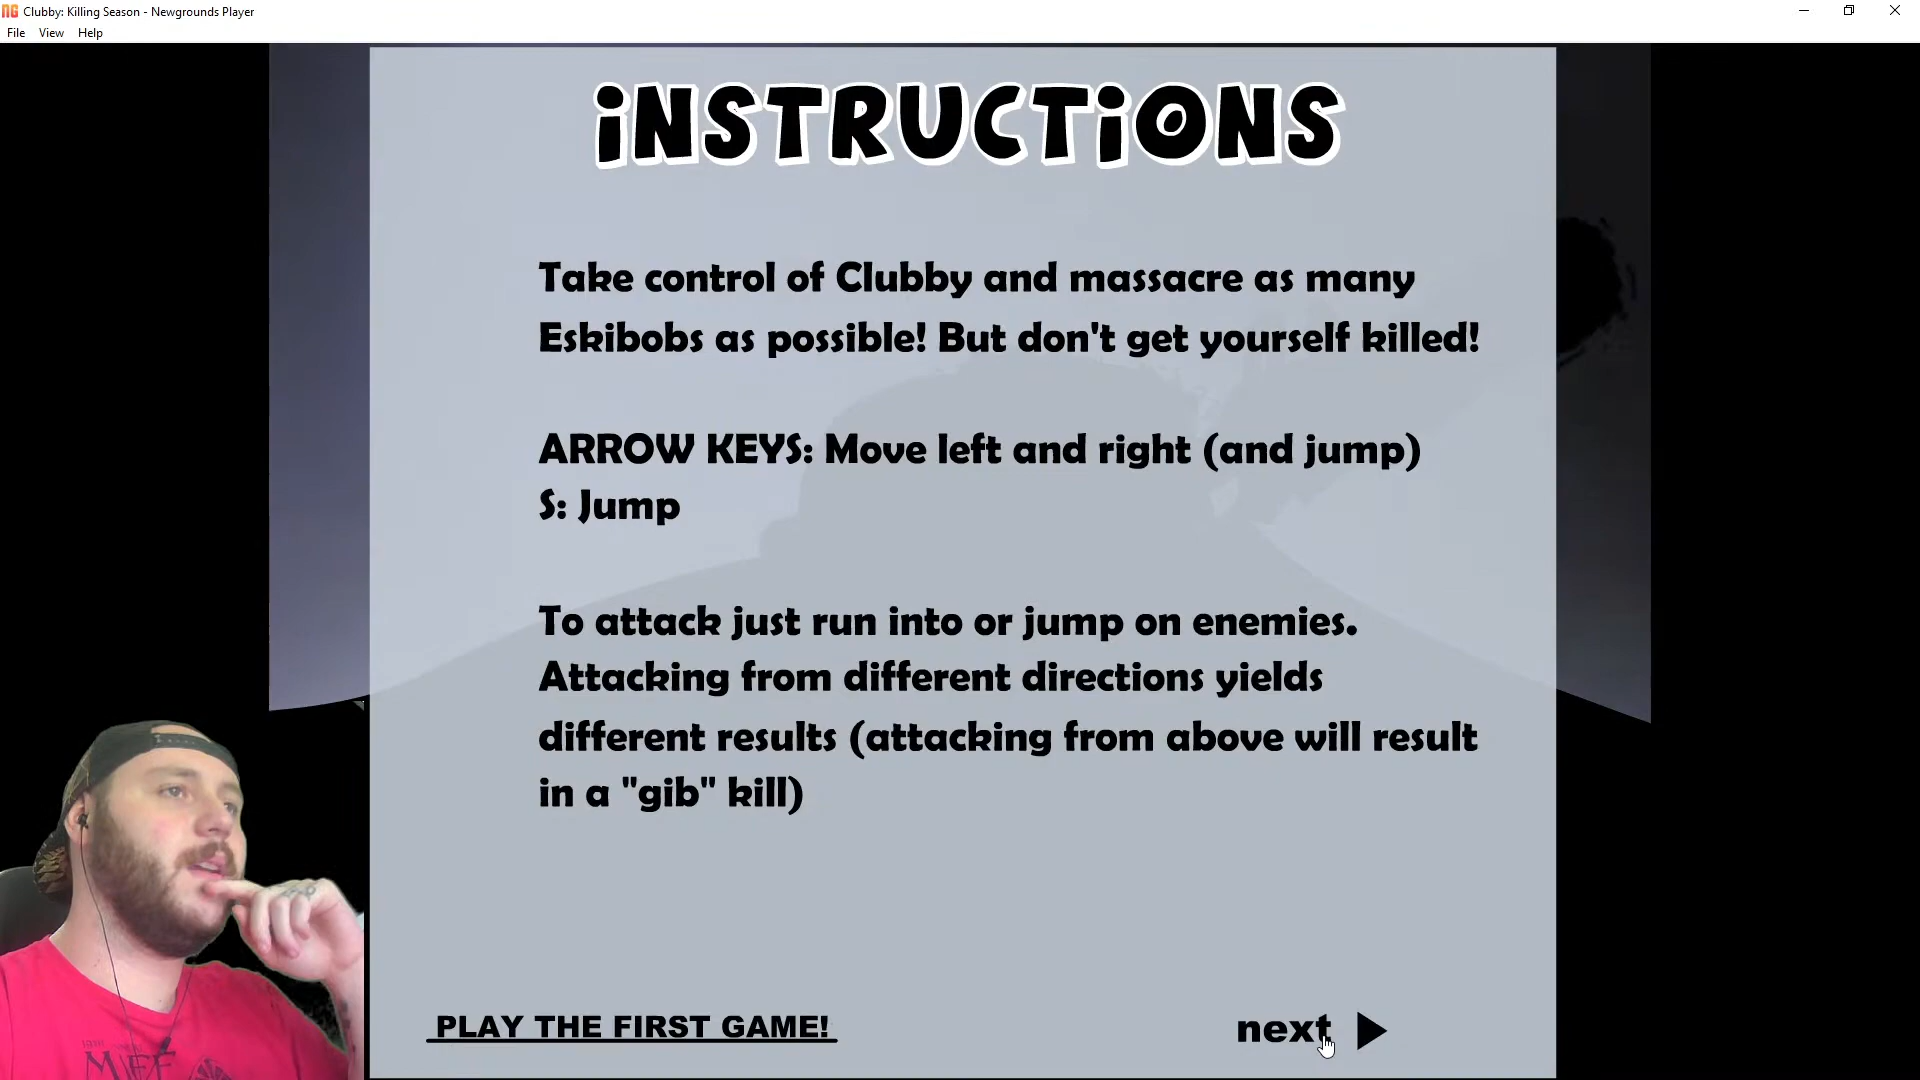 NG Clubby: Killing Season - Newgrounds Player
File View Help
iNSTRUCTiONS
Take control of Clubby and massacre as many
Eskibobs as possible! But don't get yourself killed!
ARROW KEYS: Move left and right (and jump)
S: Jump
To attack just run into or jump on enemies.
Attacking from different directions yields
different results (attacking from above will result
in a "gib" kill)
PLAY THE FIRST GAME!
next